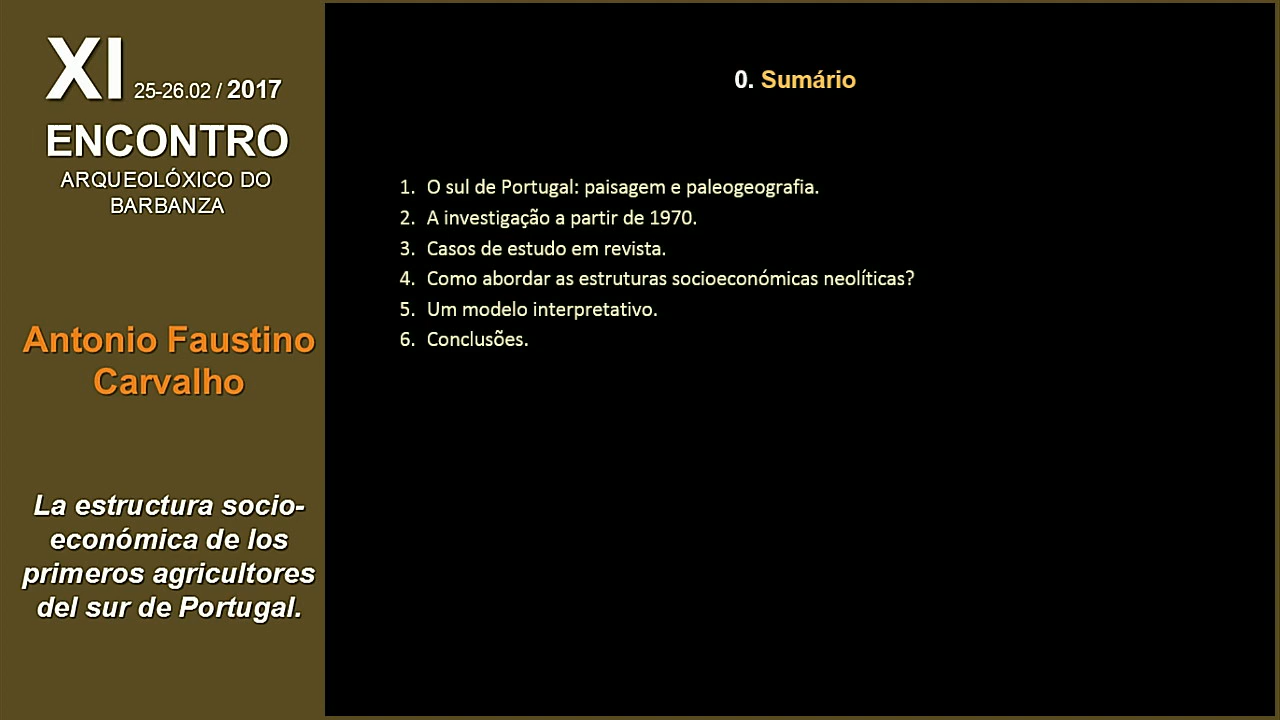 XI 25-26.02 / 2017
ENCONTRO
ARQUEOLÓXICO DO
BARBANZA
Antonio Faustino
Carvalho
La estructura socio-
económica de los
primeros agricultores
del sur de Portugal.
0. Sumário
1. O sul de Portugal: paisagem e paleogeografia.
2. A investigação a partir de 1970.
3. Casos de estudo em revista.
4. Como abordar as estruturas socioeconómicas neolíticas?
5. Um modelo interpretativo.
6. Conclusões.